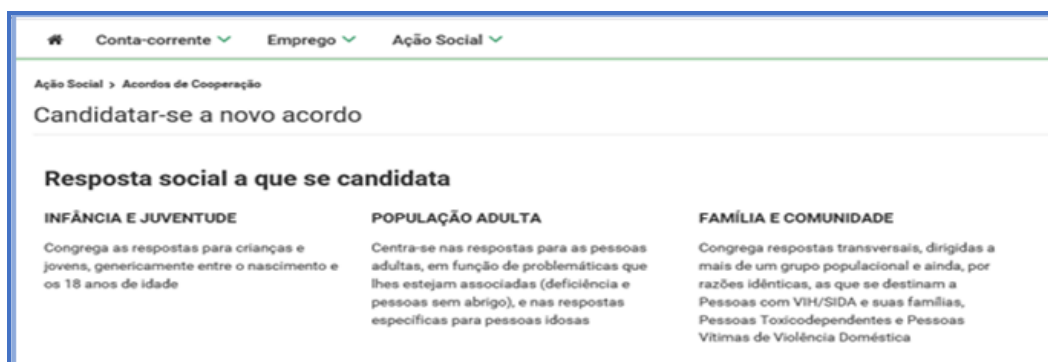 Conta-corrente Emprego Ação Social
Ação Social > Acordos de Cooperação
Candidatar-se a novo acordo
Resposta social a que se candidata
INFÂNCIA E JUVENTUDE
Congrega as respostas para crianças e
jovens, genericamente entre o nascimento e
os 18 anos de idade
POPULAÇÃO ADULTA
Centra-se nas respostas para as pessoas
adultas, em função de problemáticas que
lhes estejam associadas (deficiência e
pessoas sem abrigo), e nas respostas
específicas para pessoas idosas
FAMÍLIA E COMUNIDADE
Congrega respostas transversais, dirigidas a
mais de um grupo populacional e ainda, por
razões idênticas, as que se destinam a
Pessoas com VIH/SIDA e suas famílias,
Pessoas Toxicodependentes e Pessoas
Vítimas de Violência Doméstica